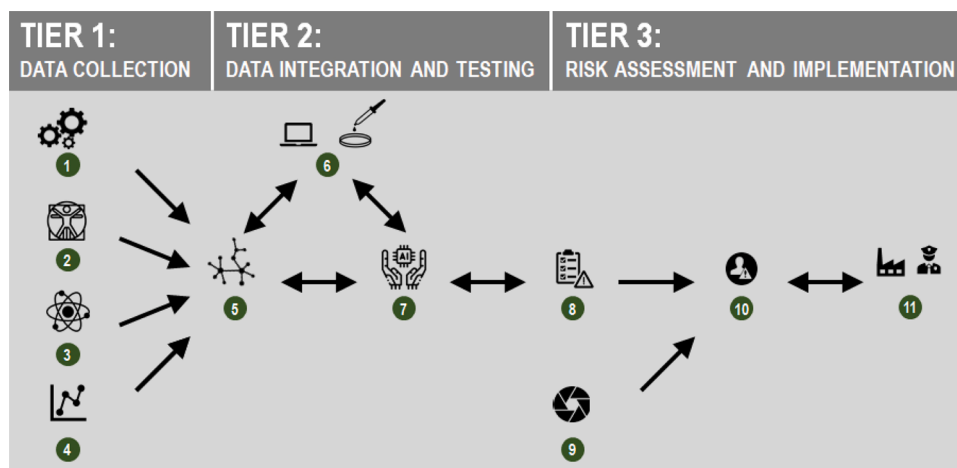 TIER 1:
DATA COLLECTION
TIER 2:
DATA INTEGRATION AND TESTING
TIER 3:
RISK ASSESSMENT AND IMPLEMENTATION
1
6
2
AI
5
7
8
10
11
3
4
9